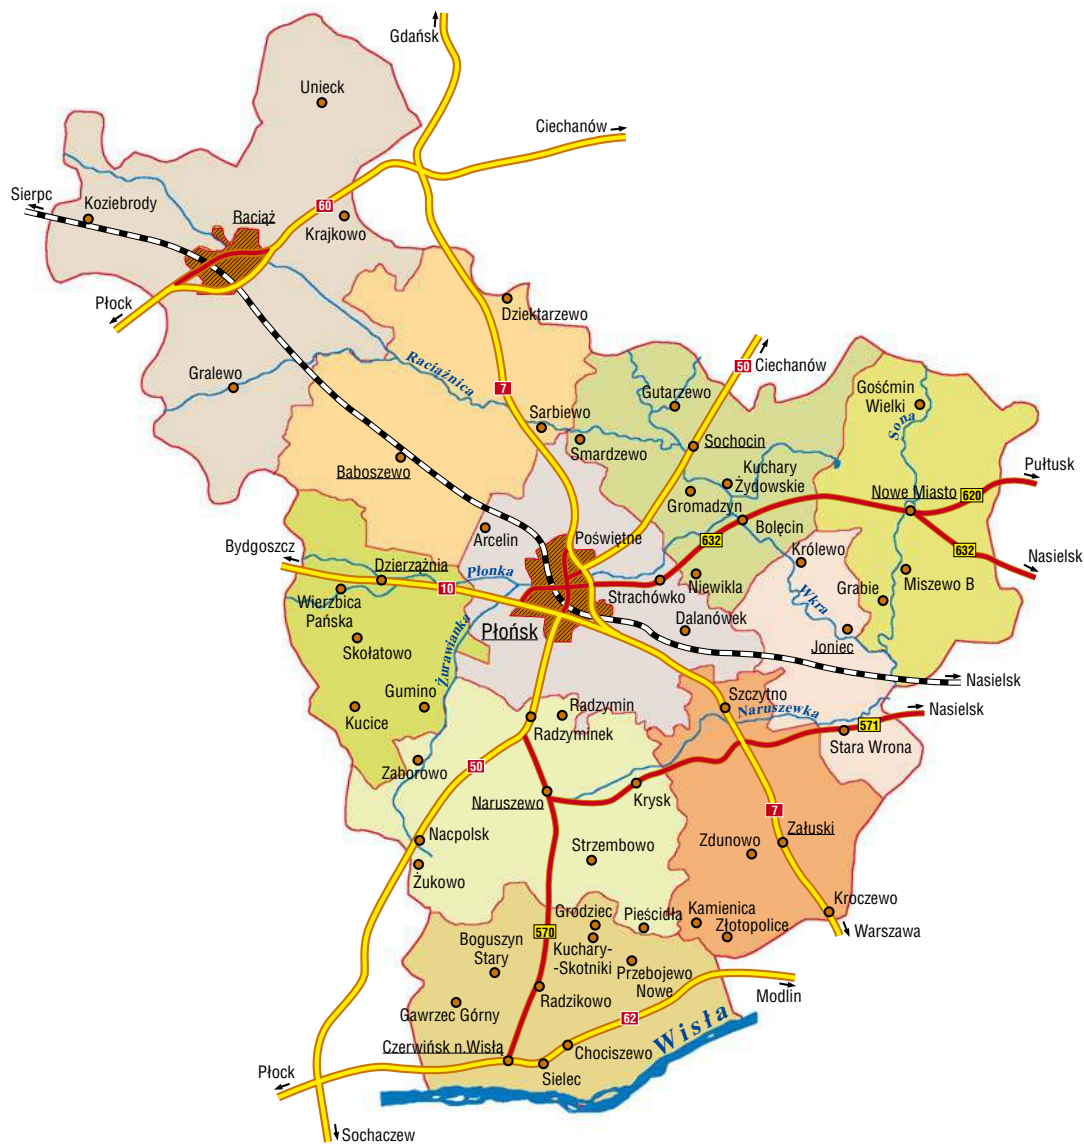 Gdańsk
Unieck
Ciechanów
Sierpc
Koziebrody
60
Raciąż
Krajkowo
Płock
Dziektarzewo
Raciążnica
50
Ciechanów
Gralewo
7
Gutarzewo
Gośćmin
Wielki
Sarbiewo
Sona
Smardzewo
Sochocin
Baboszewo
Kuchary
Żydowskie
Pułtusk
Gromadzyn
Nowe Miasto
620
Bolęcin
Arcelin
Poświętne
632
632
Bydgoszcz
Królewo
Nasielsk
Dzierzążnia
Płonka
10
Strachówko
Niewikla
Miszewo B
Wierzbica
Pańska
Wkra
Grabie
Dalanówek
Płońsk
Joniec
Skołatowo
Żurawianka
Nasielsk
Gumino
Szczytno
Kucice
Radzymin
Naruszewka
Nasielsk
Radzyminek
571
Stara Wrona
Zaborowo
50
Naruszewo
Krysk
7
Nacpolsk
Załuski
Zdunowo
Strzembowo
Żukowo
Grodziec
Pieścidła
Kamienica
Kroczewo
Złotopolice
570
Warszawa
Boguszyn
Stary
Kuchary-
-Skotniki
Przebojewo
Nowe
Radzikowo
Modlin
Gawrzec Górny
62
Wisła
Czerwińsk n.Wisłą
Chociszewo
Płock
Sielec
Sochaczew